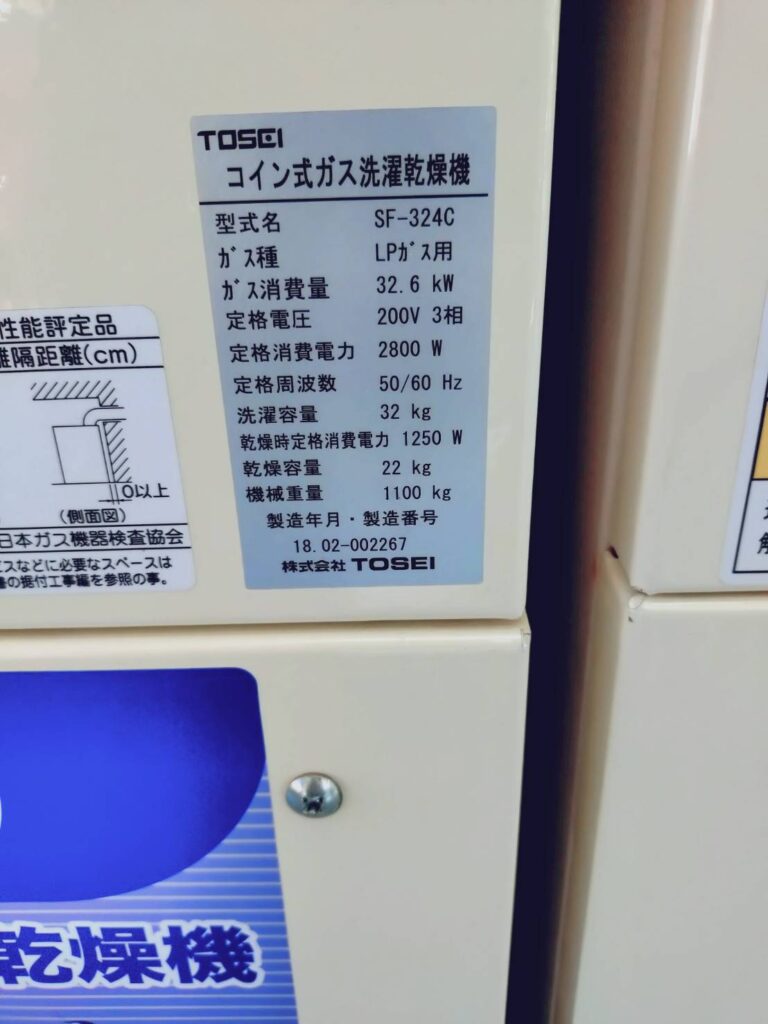 TOSEI
コイン式ガス洗濯乾燥機
型式名 SF-324C
ガス種 LPガス用
ガス消費量 32.6 kW
定格電圧 200V 3相
定格消費電力 2800 W
定格周波数 50/60 Hz
洗濯容量 32 kg
乾燥時定格消費電力 1250 W
乾燥容量 22 kg
機械重量 1100 kg
製造年月・製造番号
18.02-002267
株式会社 TOSEI
性能評定品
離隔距離(cm)
0以上
(側面図)
日本ガス機器検査協会
スなどに必要なスペースは
の据付工事編を参照の事。
乾燥機